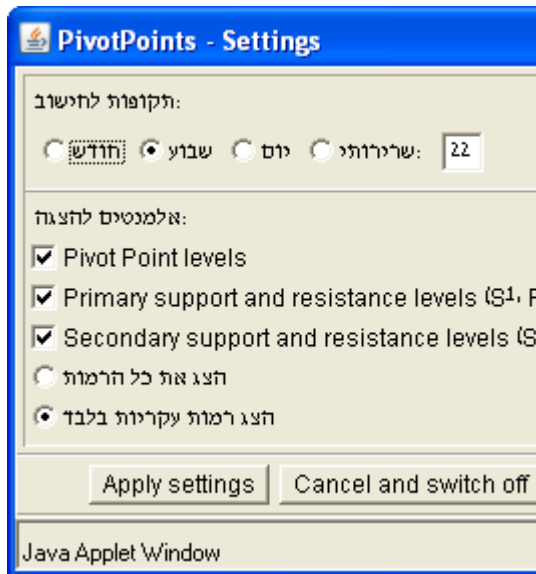 PivotPoints - Settings
תקופות לחישוב:
חודש שבוע יום שרירותי: 22
אלמנטים להצגה:
Pivot Point levels
Primary support and resistance levels (S1,
Secondary support and resistance levels (S
הצג את כל הרמות
הצג רמות עקריות בלבד
Apply settings Cancel and switch off
Java Applet Window